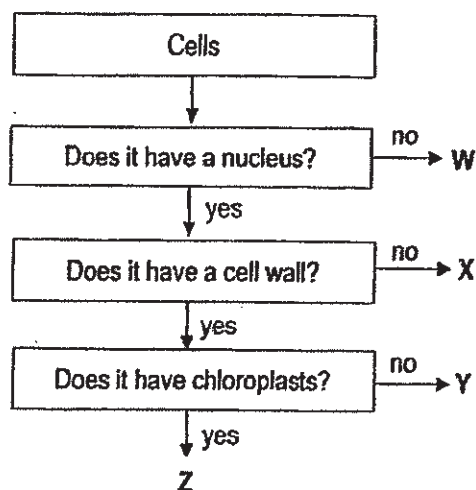 Cells
Does it have a nucleus?
no
W
yes
Does it have a cell wall?
no
X
yes
Does it have chloroplasts?
no
Y
yes
Z